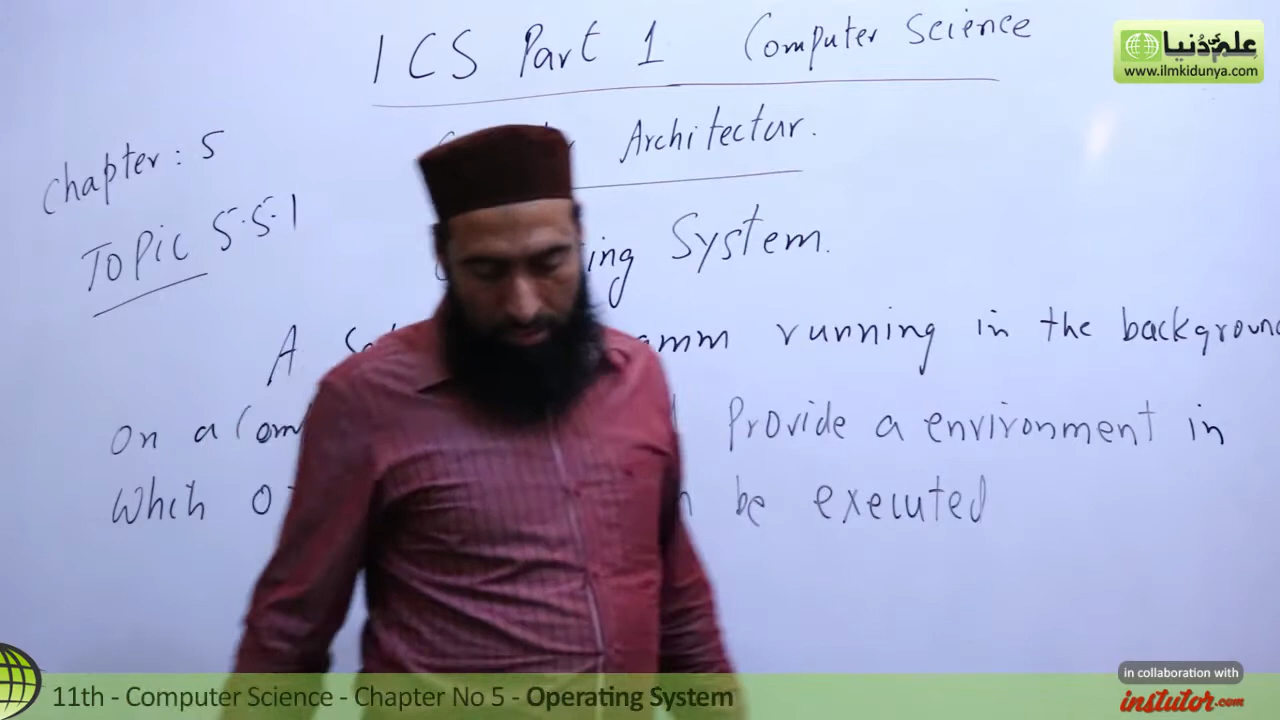 ICS Part 1 Computer Science
Architectur.
Chapter : 5
Topic 5.5.1
System.
A running in the background
on a Provide a environment in
Which be executed
علم کی دُنیا
www.ilmkidunya.com
11th - Computer Science - Chapter No 5 - Operating System
in collaboration with
instutor.com